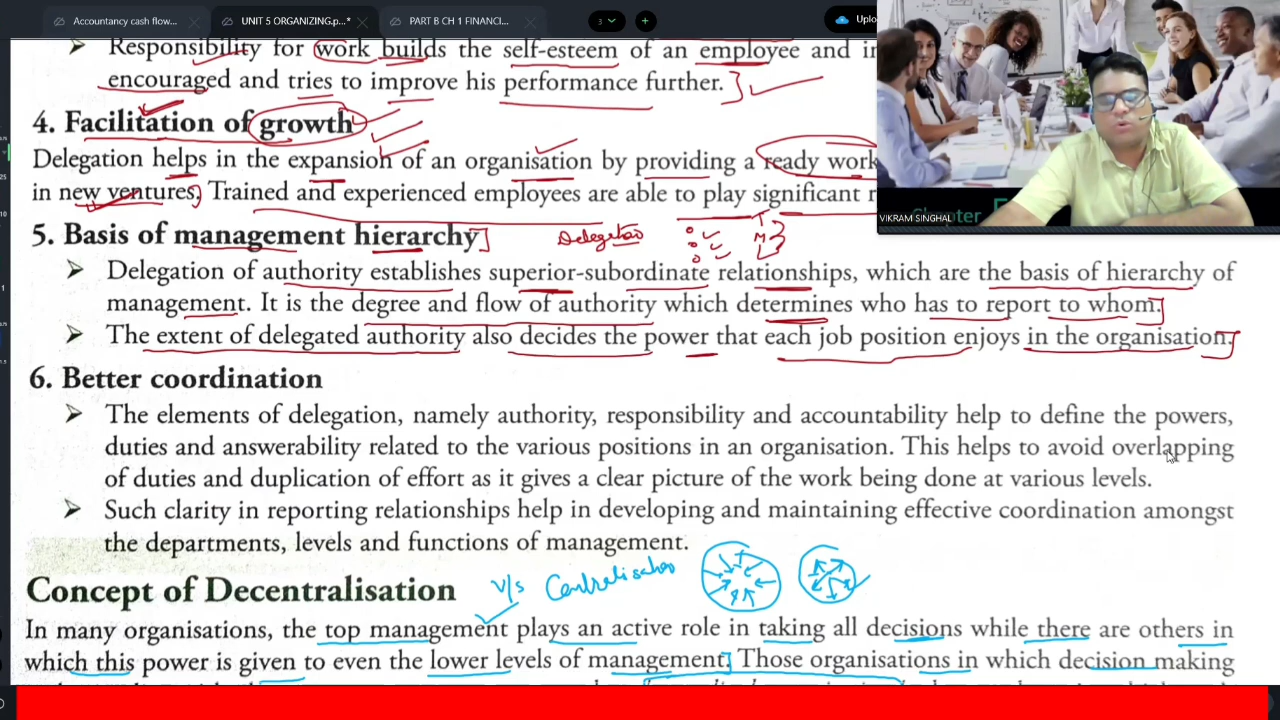 Accountancy cash flow...
UNIT 5 ORGANIZING.p...*
PART B CH 1 FINANCI...
3
Uploa
Responsibility for work builds the self-esteem of an employee and i
encouraged and tries to improve his performance further.
4. Facilitation of growth
Delegation helps in the expansion of an organisation by providing a ready work
in new ventures. Trained and experienced employees are able to play significant r
VIKRAM SINGHAL
5. Basis of management hierarchy
Delegation
T
M
L
Delegation of authority establishes superior-subordinate relationships, which are the basis of hierarchy of
management. It is the degree and flow of authority which determines who has to report to whom.
The extent of delegated authority also decides the power that each job position enjoys in the organisation.
6. Better coordination
The elements of delegation, namely authority, responsibility and accountability help to define the powers,
duties and answerability related to the various positions in an organisation. This helps to avoid overlapping
of duties and duplication of effort as it gives a clear picture of the work being done at various levels.
Such clarity in reporting relationships help in developing and maintaining effective coordination amongst
the departments, levels and functions of management.
Concept of Decentralisation v/s Centralisation
In many organisations, the top management plays an active role in taking all decisions while there are others in
which this power is given to even the lower levels of management. Those organisations in which decision making